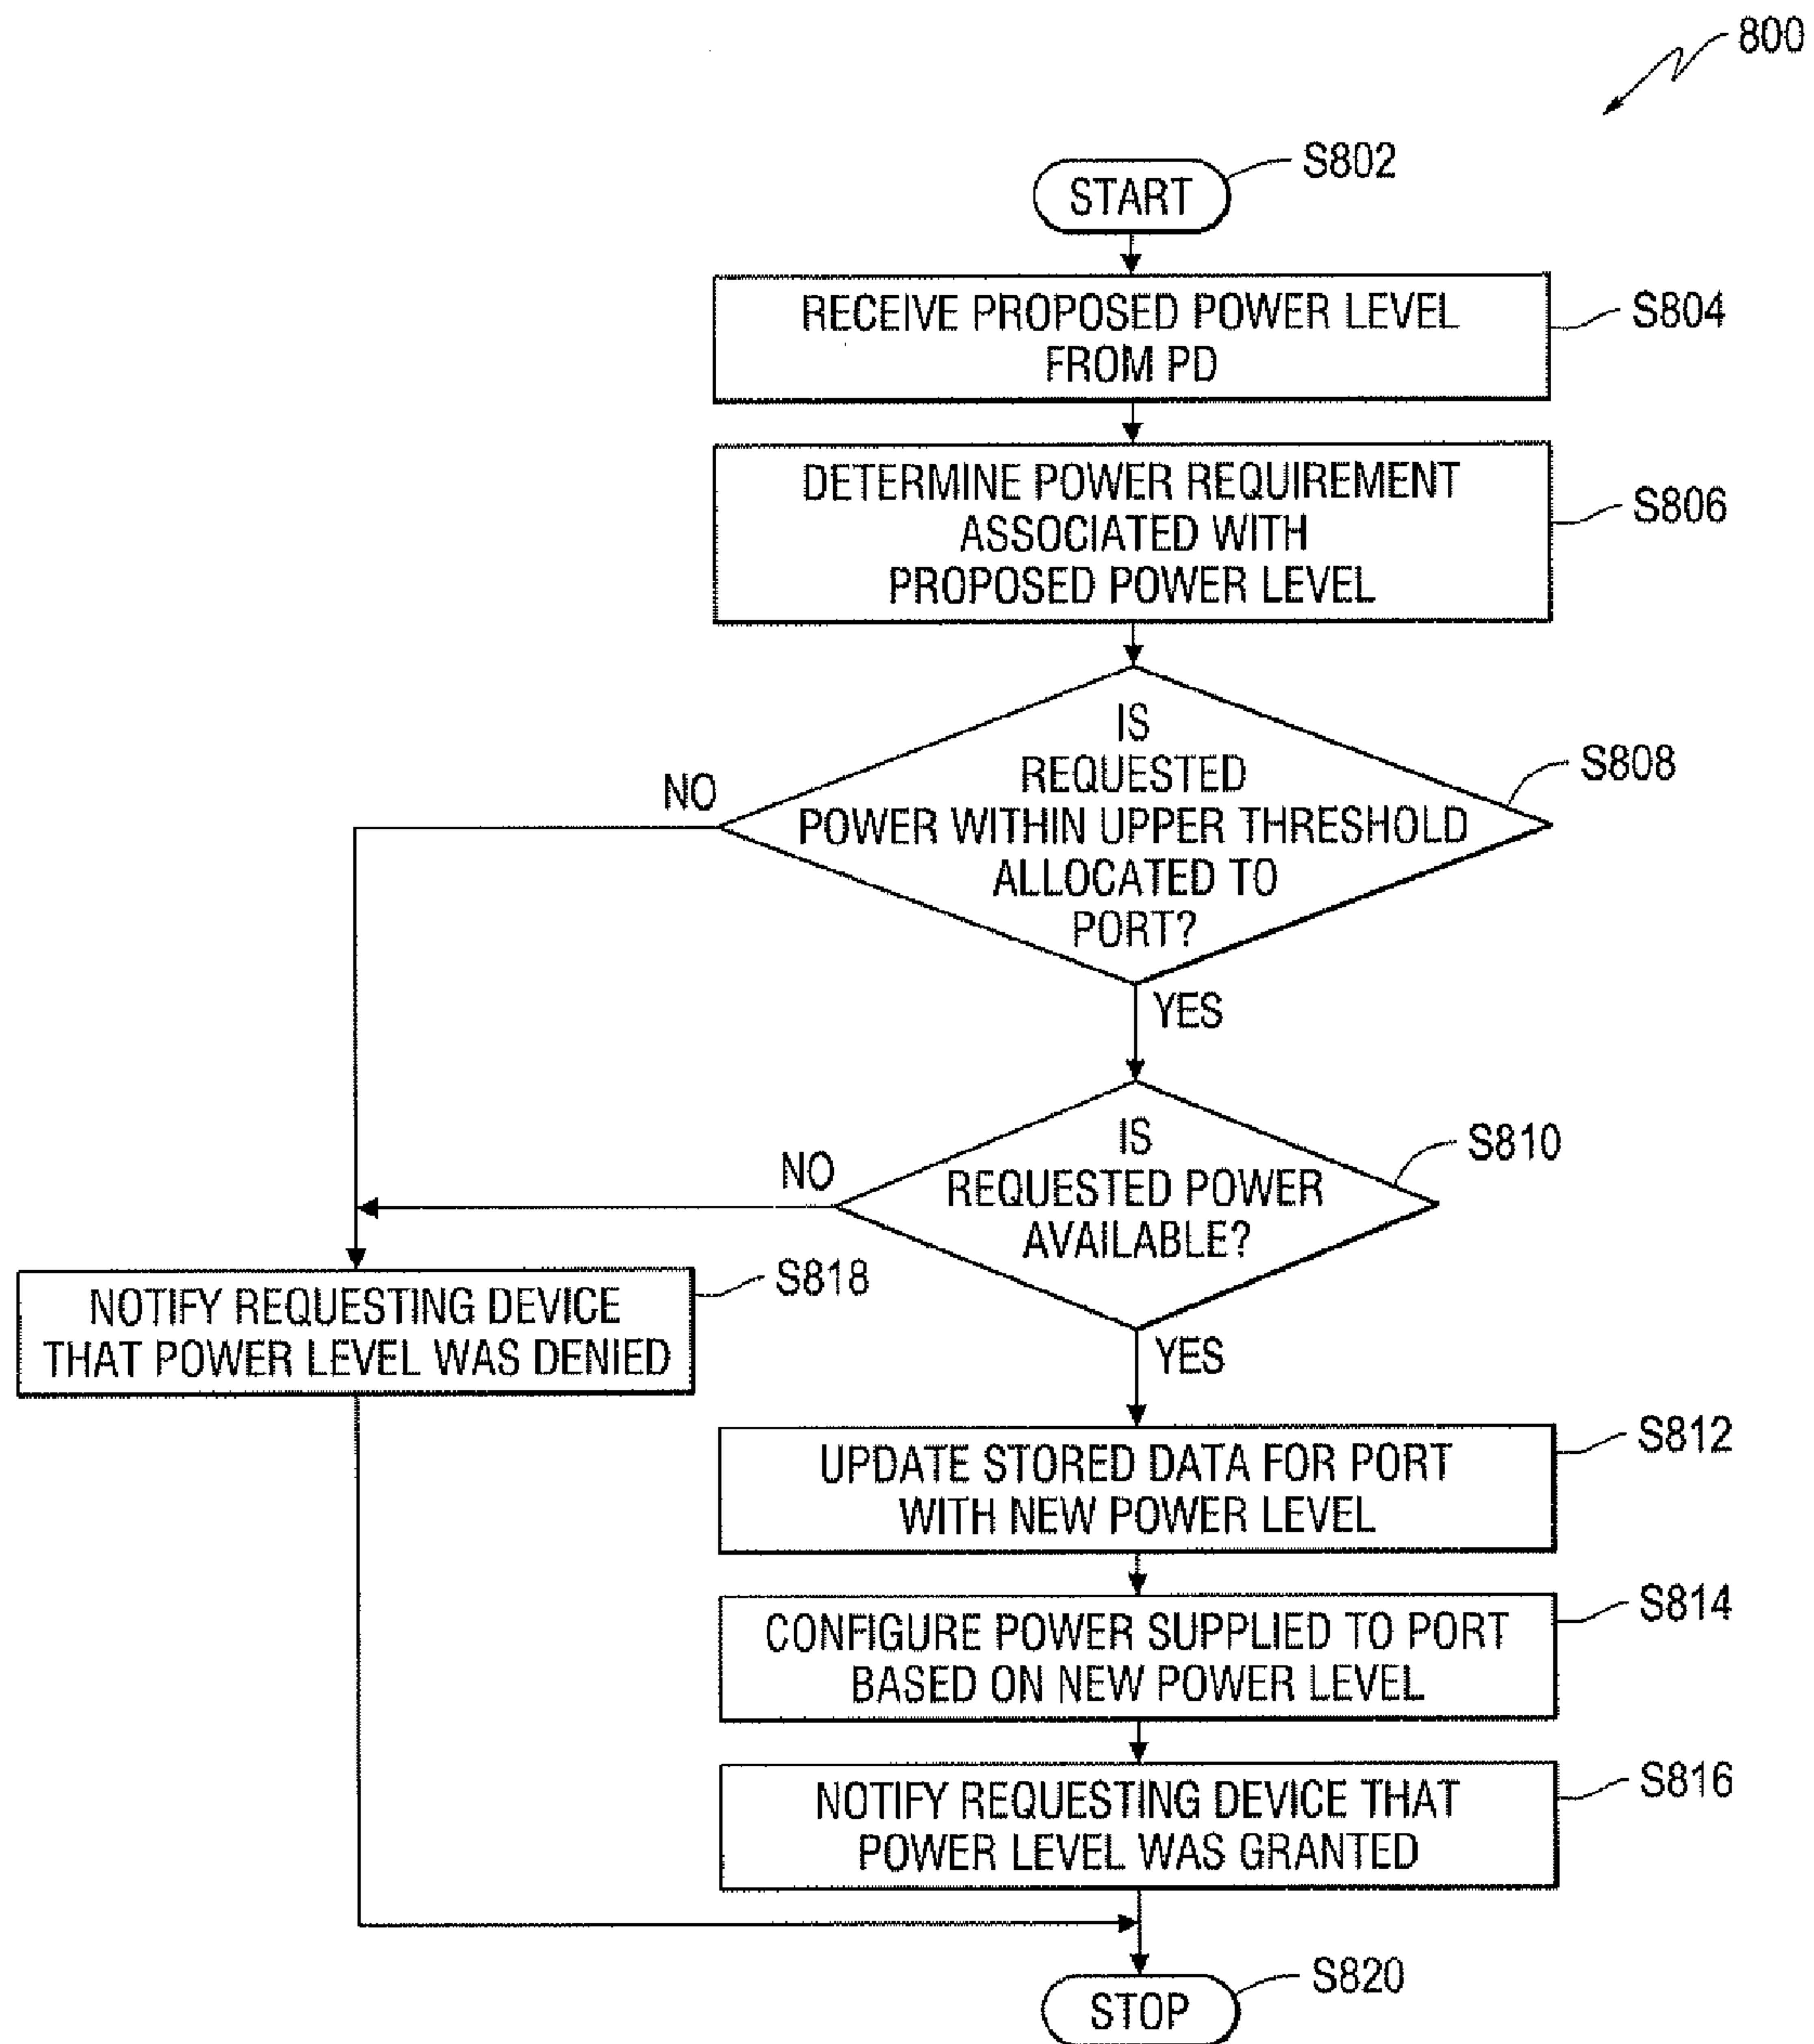 800
START
S802
RECEIVE PROPOSED POWER LEVEL
FROM PD
S804
DETERMINE POWER REQUIREMENT
ASSOCIATED WITH
PROPOSED POWER LEVEL
S806
IS
REQUESTED
POWER WITHIN UPPER THRESHOLD
ALLOCATED TO
PORT?
S808
NO
YES
IS
REQUESTED POWER
AVAILABLE?
S810
NO
YES
NOTIFY REQUESTING DEVICE
THAT POWER LEVEL WAS DENIED
S818
UPDATE STORED DATA FOR PORT
WITH NEW POWER LEVEL
S812
CONFIGURE POWER SUPPLIED TO PORT
BASED ON NEW POWER LEVEL
S814
NOTIFY REQUESTING DEVICE THAT
POWER LEVEL WAS GRANTED
S816
STOP
S820